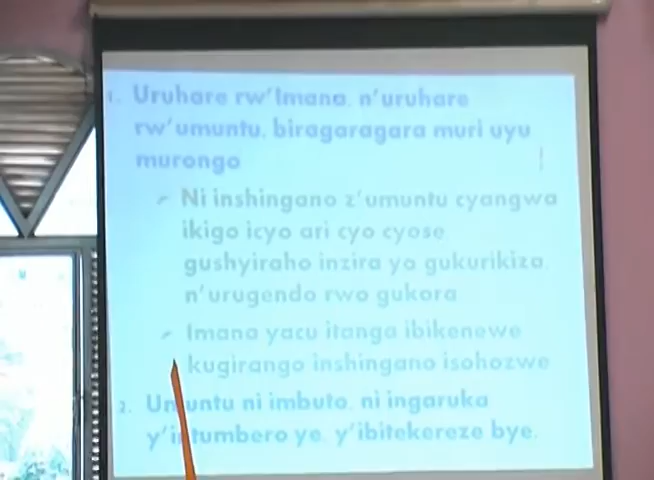 1. Uruhare rw'Imana, n'uruhare
rw'umuntu, biragaragara muri uyu
murongo
Ni inshingano z'umuntu cyangwa
ikigo icyo ari cyo cyose
gushyiraho inzira yo gukurikiza,
n'urugendo rwo gukora
Imana yacu itanga ibikenewe
kugirango inshingano isohozwe
2. Umuntu ni imbuto, ni ingaruka
y'intumbero ye, y'ibitekerezo bye.